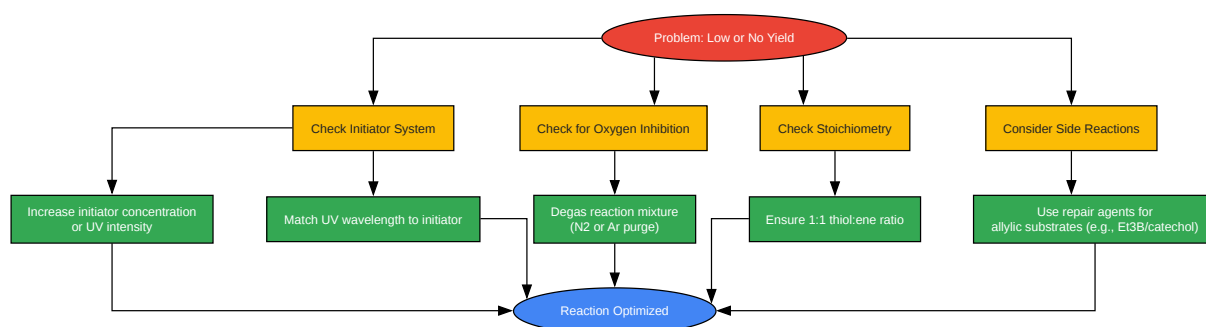 Problem: Low or No Yield
Check Initiator System
Check for Oxygen Inhibition
Check Stoichiometry
Consider Side Reactions
Increase initiator concentration
or UV intensity
Match UV wavelength to initiator
Degas reaction mixture
(N2 or Ar purge)
Ensure 1:1 thiol:ene ratio
Use repair agents for
allylic substrates (e.g., Et3B/catechol)
Reaction Optimized